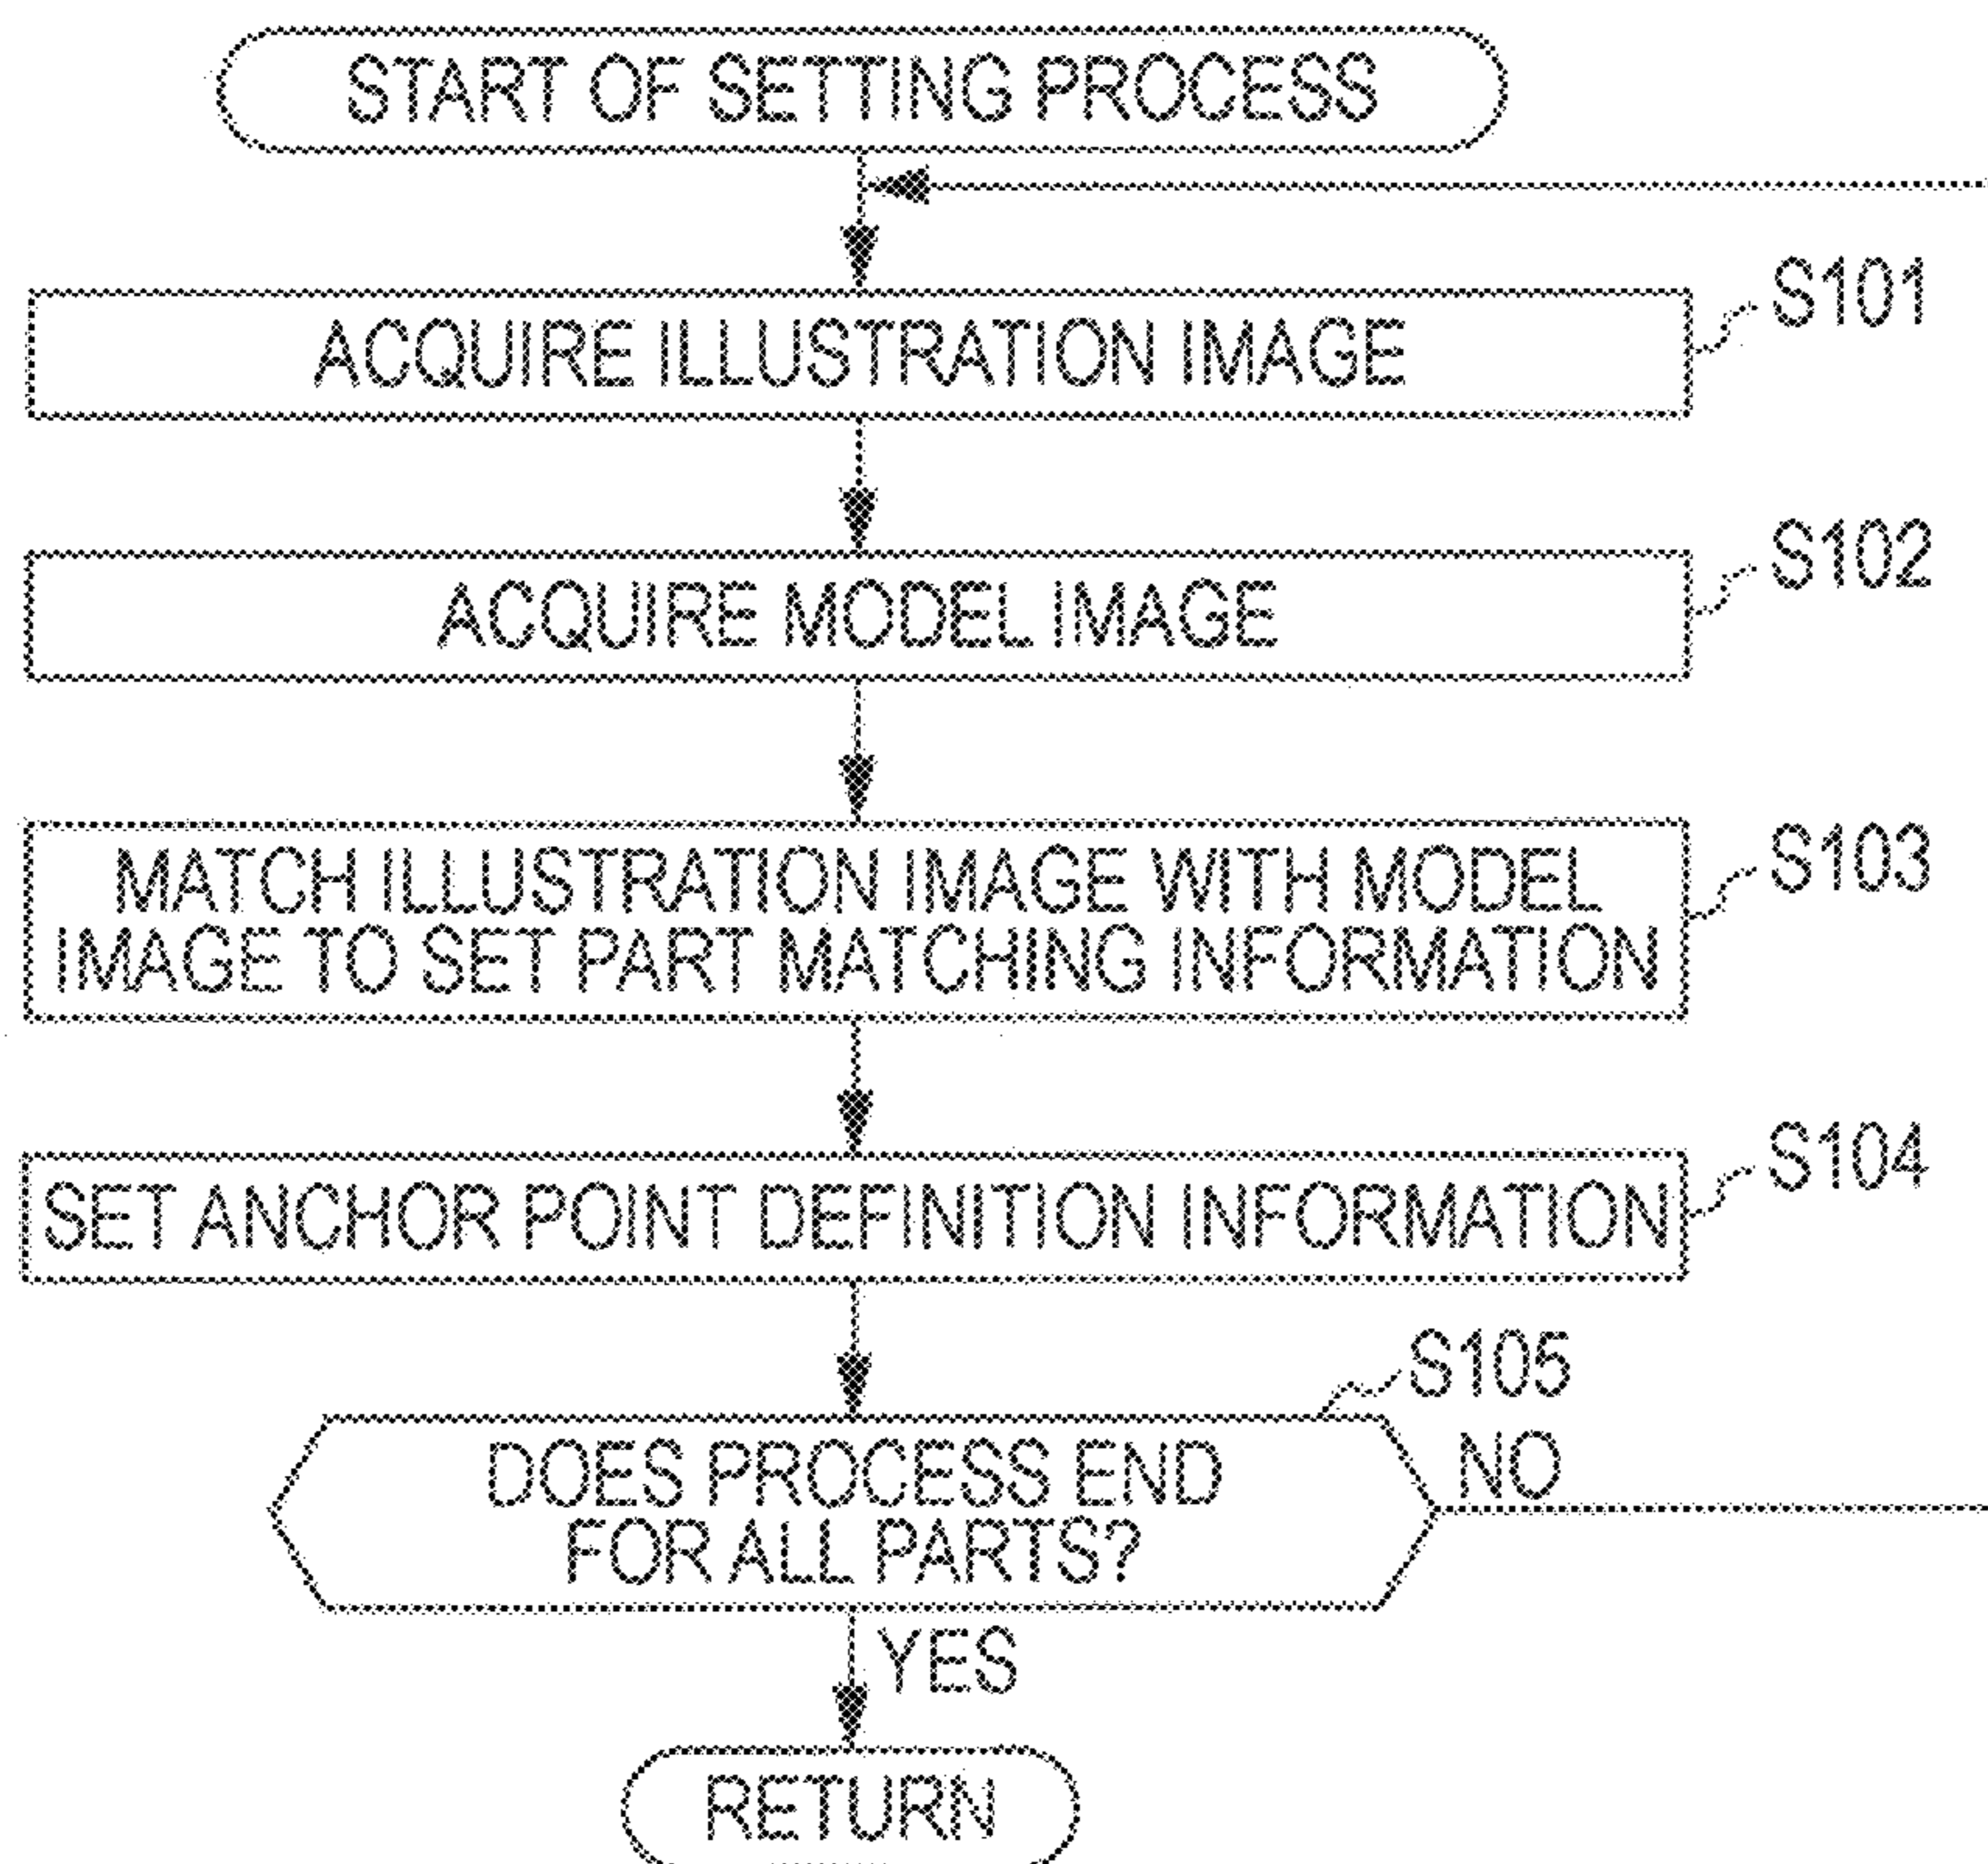 START OF SETTING PROCESS
ACQUIRE ILLUSTRATION IMAGE
S101
ACQUIRE MODEL IMAGE
S102
MATCH ILLUSTRATION IMAGE WITH MODEL
IMAGE TO SET PART MATCHING INFORMATION
S103
SET ANCHOR POINT DEFINITION INFORMATION
S104
S105
DOES PROCESS END
FOR ALL PARTS?
NO
YES
RETURN